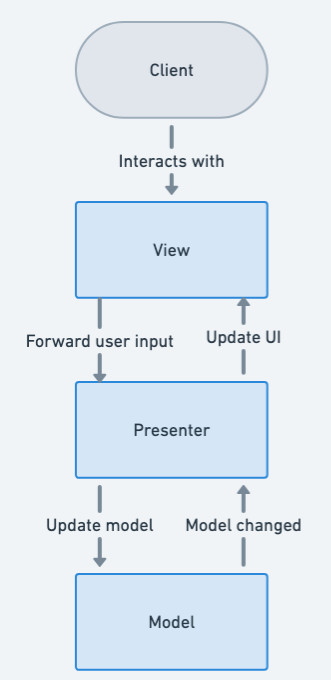 Client
Interacts with
View
Forward user input
Update UI
Presenter
Update model
Model changed
Model